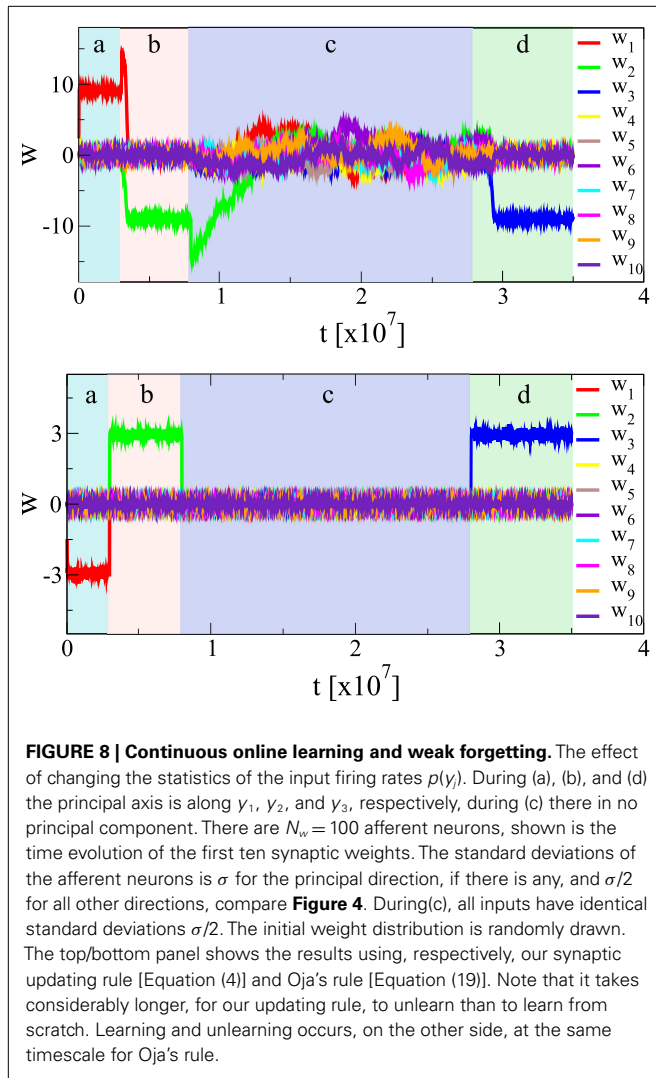 a b c d
10
0
-10
w
0 1 2 3 4
t [x10⁷]
w₁
w₂
w₃
w₄
w₅
w₆
w₇
w₈
w₉
w₁₀
a b c d
3
0
-3
w
0 1 2 3 4
t [x10⁷]
w₁
w₂
w₃
w₄
w₅
w₆
w₇
w₈
w₉
w₁₀
FIGURE 8 | Continuous online learning and weak forgetting. The effect
of changing the statistics of the input firing rates p(yⱼ). During (a), (b), and (d)
the principal axis is along y₁, y₂, and y₃, respectively, during (c) there in no
principal component. There are N_w = 100 afferent neurons, shown is the
time evolution of the first ten synaptic weights. The standard deviations of
the afferent neurons is σ for the principal direction, if there is any, and σ/2
for all other directions, compare Figure 4. During(c), all inputs have identical
standard deviations σ/2. The initial weight distribution is randomly drawn.
The top/bottom panel shows the results using, respectively, our synaptic
updating rule [Equation (4)] and Oja's rule [Equation (19)]. Note that it takes
considerably longer, for our updating rule, to unlearn than to learn from
scratch. Learning and unlearning occurs, on the other side, at the same
timescale for Oja's rule.